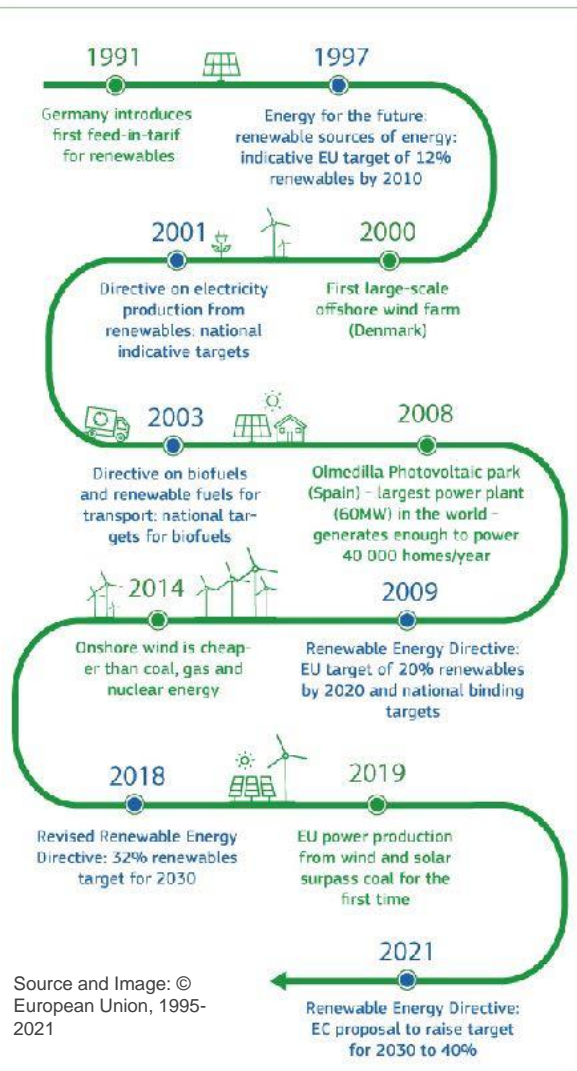 1991
Germany introduces
first feed-in-tarif
for renewables
1997
Energy for the future:
renewable sources of energy:
indicative EU target of 12%
renewables by 2010
2000
First large-scale
offshore wind farm
(Denmark)
2001
Directive on electricity
production from
renewables: national
indicative targets
2003
Directive on biofuels
and renewable fuels for
transport: national tar-
gets for biofuels
2008
Olmedilla Photovoltaic park
(Spain) – largest power plant
(60MW) in the world –
generates enough to power
40 000 homes/year
2009
Renewable Energy Directive:
EU target of 20% renewables
by 2020 and national binding
targets
2014
Onshore wind is cheap-
er than coal, gas and
nuclear energy
2018
Revised Renewable Energy
Directive: 32% renewables
target for 2030
2019
EU power production
from wind and solar
surpass coal for the
first time
2021
Renewable Energy Directive:
EC proposal to raise target
for 2030 to 40%
Source and Image: ©
European Union, 1995-
2021